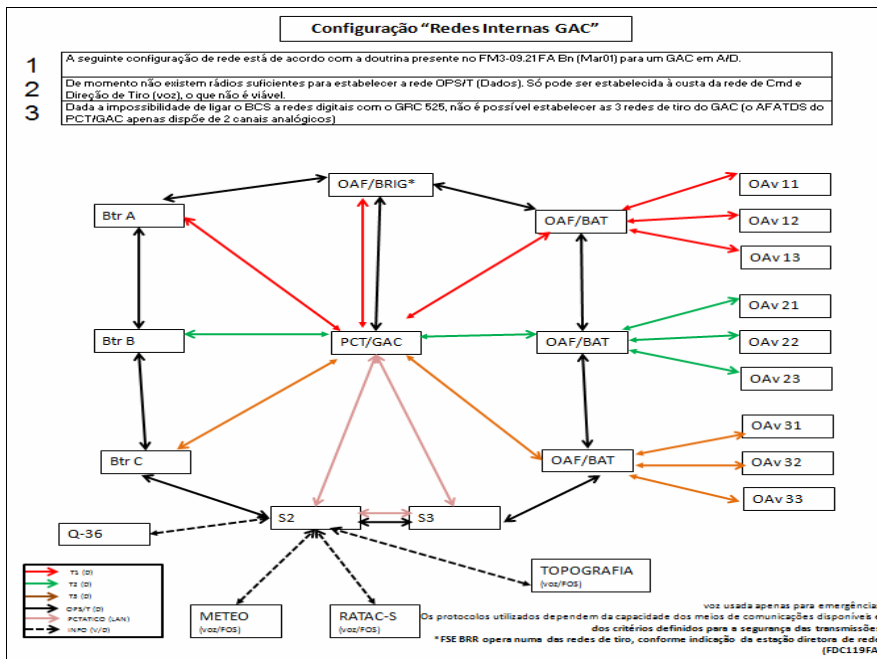 Configuração “Redes Internas GAC”
1
A seguinte configuração de rede está de acordo com a doutrina presente no FM3-09.21 FA Bn (Mar01) para um GAC em A/D.
2
De momento não existem rádios suficientes para estabelecer a rede OPS/T (Dados). Só pode ser estabelecida à custa da rede de Cmd e
Direção de Tiro (voz), o que não é viável.
3
Dada a impossibilidade de ligar o BCS a redes digitais com o GRC 525, não é possível estabelecer as 3 redes de tiro do GAC (o AFATDS do
PCT/GAC apenas dispõe de 2 canais analógicos)
OAF/BRIG*
OAv 11
Btr A
OAF/BAT
OAv 12
OAv 13
OAv 21
Btr B
PCT/GAC
OAF/BAT
OAv 22
OAv 23
OAv 31
Btr C
OAF/BAT
OAv 32
OAv 33
S2
S3
Q-36
TOPOGRAFIA
(voz/FOS)
METEO
(voz/FOS)
RATAC-S
(voz/FOS)
T1 (D)
T2 (D)
T3 (D)
OPS/T (D)
PCTATICO (LAN)
INFO (V/D)
voz usada apenas para emergência
Os protocolos utilizados dependem da capacidade dos meios de comunicações disponíveis e
dos critérios definidos para a segurança das transmissões
*FSE BRR opera numa das redes de tiro, conforme indicação da estação diretora de rede
(FDC119FA